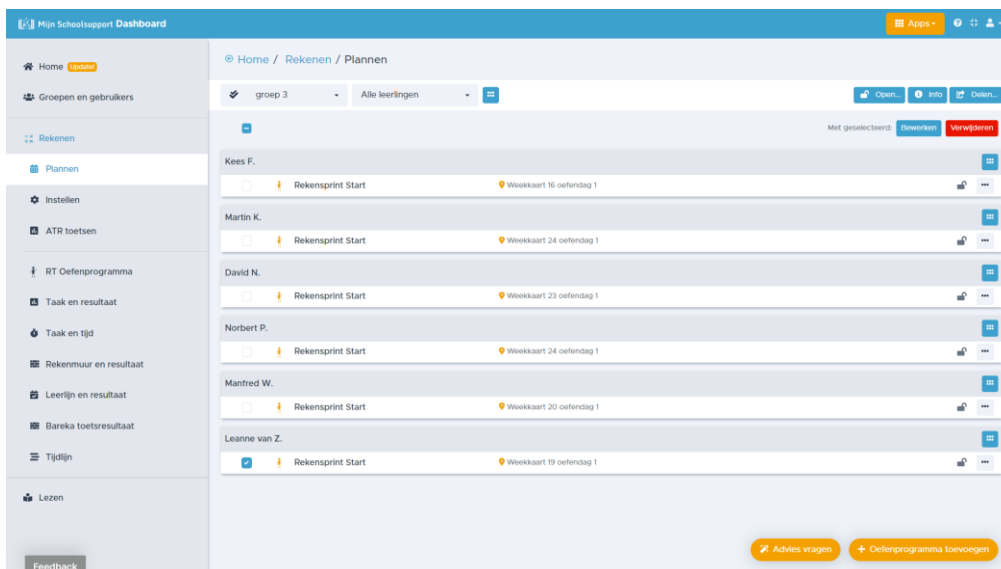 Mijn Schoolsupport Dashboard
Apps
Home Update!
Groepen en gebruikers
Rekenen
Plannen
Instellen
ATR toetsen
RT Oefenprogramma
Taak en resultaat
Taak en tijd
Rekenmuur en resultaat
Leerlijn en resultaat
Bareka toetsresultaat
Tijdlijn
Lezen
Feedback
Home / Rekenen / Plannen
groep 3 Alle leerlingen Open... Info Delen...
Met geselecteerd: Bewerken Verwijderen
Kees F.
Rekensprint Start Weekkaart 16 oefendag 1
Martin K.
Rekensprint Start Weekkaart 24 oefendag 1
David N.
Rekensprint Start Weekkaart 23 oefendag 1
Norbert P.
Rekensprint Start Weekkaart 24 oefendag 1
Manfred W.
Rekensprint Start Weekkaart 20 oefendag 1
Leanne van Z.
Rekensprint Start Weekkaart 19 oefendag 1
Advies vragen + Oefenprogramma toevoegen